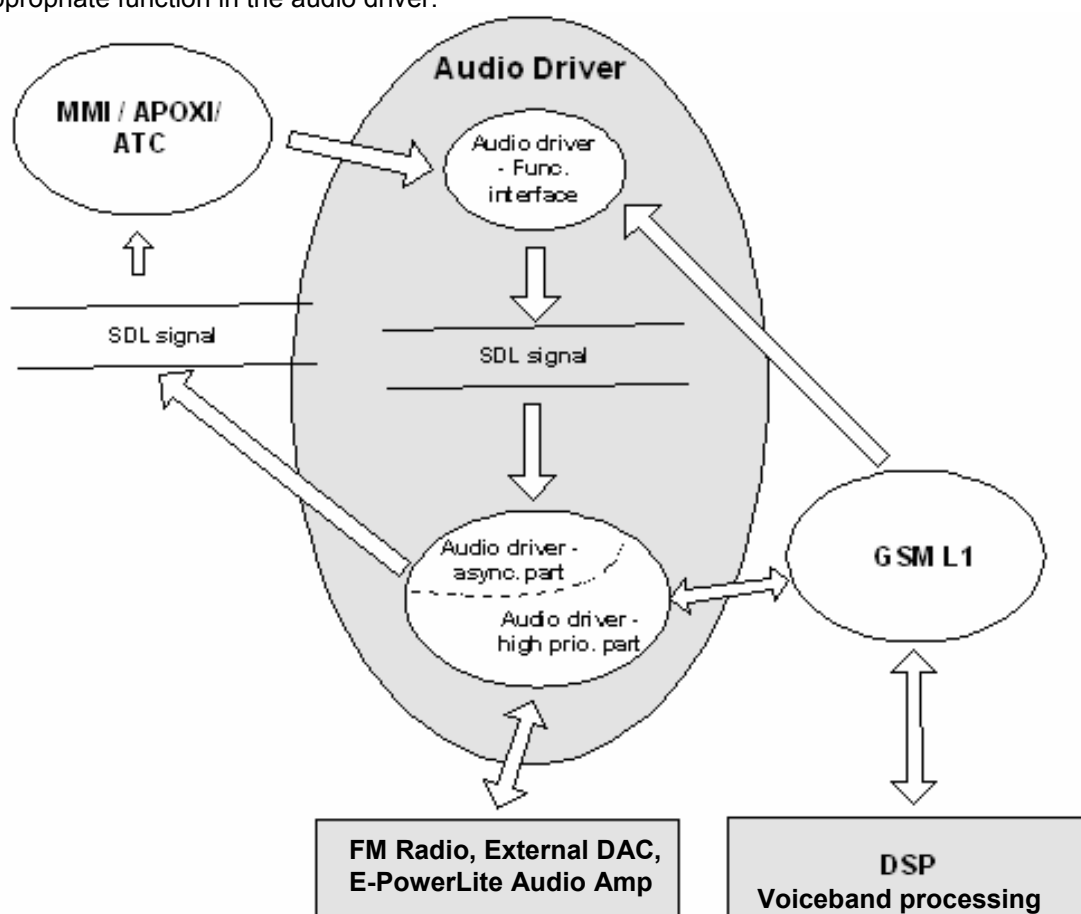 ppropriate function in the audio driver.
Audio Driver
MMI / APOXI/
ATC
Audio driver
- Func.
interface
SDL signal
SDL signal
Audio driver -
async. part
Audio driver -
high prio. part
GSM L1
FM Radio, External DAC,
E-PowerLite Audio Amp
DSP
Voiceband processing